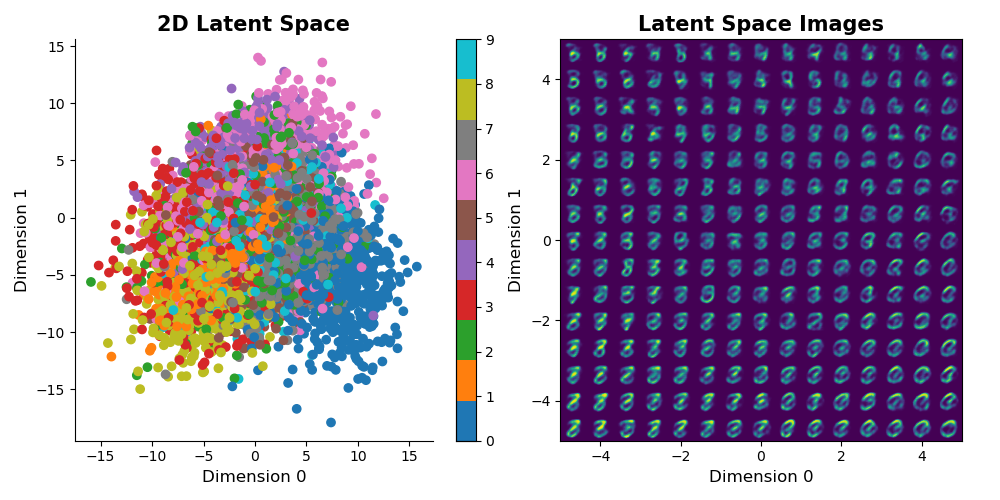 2D Latent Space
15
10
5
0
−5
−10
−15
−15 −10 −5 0 5 10 15
Dimension 0
Dimension 1
9
8
7
6
5
4
3
2
1
0
Latent Space Images
4
2
0
−2
−4
−4 −2 0 2 4
Dimension 0
Dimension 1